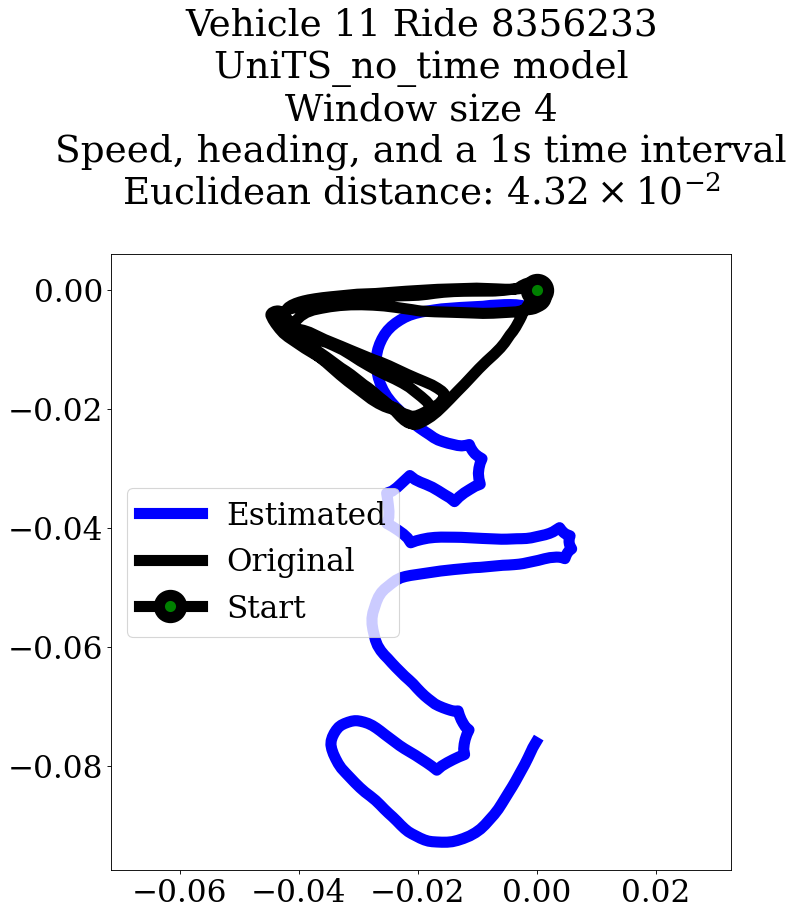 Vehicle 11 Ride 8356233
UniTS_no_time model
Window size 4
Speed, heading, and a 1s time interval
Euclidean distance: 4.32 × 10⁻²
0.00
−0.02
−0.04
−0.06
−0.08
Estimated
Original
Start
−0.06 −0.04 −0.02 0.00 0.02